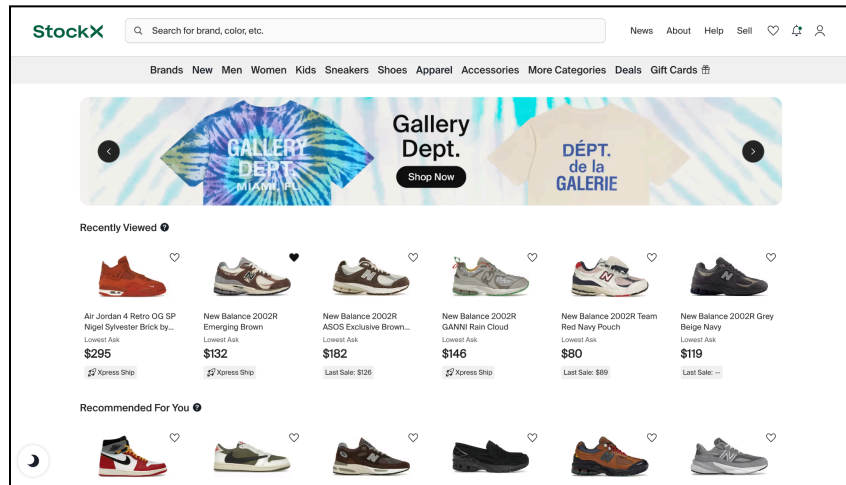 StockX
Search for brand, color, etc.
News About Help Sell
Brands New Men Women Kids Sneakers Shoes Apparel Accessories More Categories Deals Gift Cards
GALLERY
DEPT.
MIAMI, FL
Gallery
Dept.
Shop Now
DÉPT.
de la
GALERIE
Recently Viewed
Air Jordan 4 Retro OG SP
Nigel Sylvester Brick by...
Lowest Ask
$295
Xpress Ship
New Balance 2002R
Emerging Brown
Lowest Ask
$132
Xpress Ship
New Balance 2002R
ASOS Exclusive Brown...
Lowest Ask
$182
Last Sale: $126
New Balance 2002R
GANNI Rain Cloud
Lowest Ask
$146
Xpress Ship
New Balance 2002R Team
Red Navy Pouch
Lowest Ask
$80
Last Sale: $89
New Balance 2002R Grey
Beige Navy
Lowest Ask
$119
Last Sale: --
Recommended For You